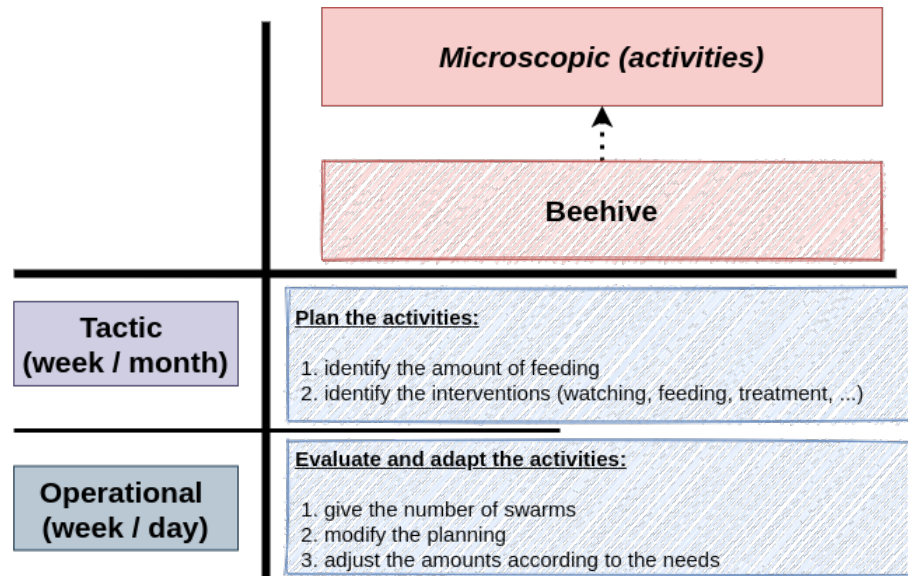 Microscopic (activities)
Beehive
Tactic
(week / month)
Plan the activities:
1. identify the amount of feeding
2. identify the interventions (watching, feeding, treatment, ...)
Operational
(week / day)
Evaluate and adapt the activities:
1. give the number of swarms
2. modify the planning
3. adjust the amounts according to the needs